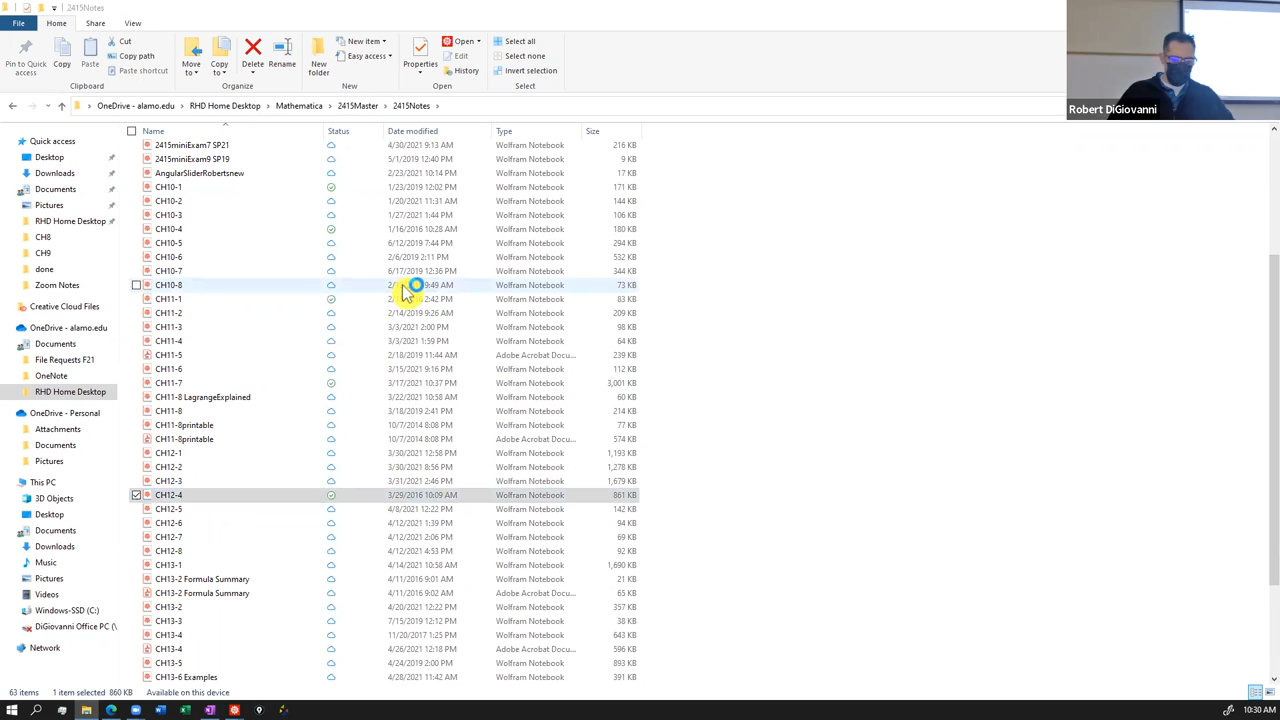 2415Notes
File Home Share View
Pin to Quick access
Copy
Paste
Cut
Copy path
Paste shortcut
Clipboard
Move to
Copy to
Delete
Rename
Organize
New folder
New item
Easy access
New
Properties
Open
Edit
History
Open
Select all
Select none
Invert selection
Select
Robert DiGiovanni
OneDrive - alamo.edu RHD Home Desktop Mathematica 2415Master 2415Notes
Quick access
Desktop
Downloads
Documents
Pictures
RHD Home Desktop
CH8
CH9
done
Zoom Notes
Creative Cloud Files
OneDrive - alamo.edu
Documents
File Requests F21
OneNote
RHD Home Desktop
OneDrive - Personal
Attachments
Documents
Pictures
This PC
3D Objects
Desktop
Documents
Downloads
Music
Pictures
Videos
Windows-SSD (C:)
DiGiovanni Office PC (\
Network
Name Status Date modified Type Size
2415miniExam7 SP21 4/30/2021 9:13 AM Wolfram Notebook 216 KB
2415miniExam9 SP19 5/1/2019 12:40 PM Wolfram Notebook 9 KB
AngularSliderRobertsnew 2/23/2021 10:14 PM Wolfram Notebook 17 KB
CH10-1 1/23/2019 12:02 PM Wolfram Notebook 171 KB
CH10-2 1/20/2021 11:31 AM Wolfram Notebook 144 KB
CH10-3 1/27/2021 1:44 PM Wolfram Notebook 106 KB
CH10-4 1/16/2016 10:28 AM Wolfram Notebook 180 KB
CH10-5 6/12/2019 7:44 PM Wolfram Notebook 294 KB
CH10-6 2/6/2019 2:11 PM Wolfram Notebook 532 KB
CH10-7 6/17/2019 12:36 PM Wolfram Notebook 344 KB
CH10-8 9:49 AM Wolfram Notebook 73 KB
CH11-1 2:42 PM Wolfram Notebook 83 KB
CH11-2 2/14/2019 9:26 AM Wolfram Notebook 209 KB
CH11-3 3/3/2021 2:00 PM Wolfram Notebook 98 KB
CH11-4 3/3/2021 1:59 PM Wolfram Notebook 64 KB
CH11-5 2/18/2019 11:44 AM Adobe Acrobat Docu... 239 KB
CH11-6 3/15/2021 9:16 PM Wolfram Notebook 112 KB
CH11-7 3/17/2021 10:37 PM Wolfram Notebook 3,001 KB
CH11-8 LagrangeExplained 3/22/2021 10:58 AM Wolfram Notebook 60 KB
CH11-8 3/18/2019 2:41 PM Wolfram Notebook 214 KB
CH11-8printable 10/7/2014 8:08 PM Wolfram Notebook 77 KB
CH11-8printable 10/7/2014 8:08 PM Adobe Acrobat Docu... 574 KB
CH12-1 3/30/2021 12:58 PM Wolfram Notebook 1,193 KB
CH12-2 3/30/2021 8:56 PM Wolfram Notebook 1,278 KB
CH12-3 3/31/2021 2:46 PM Wolfram Notebook 1,679 KB
CH12-4 3/29/2016 10:09 AM Wolfram Notebook 861 KB
CH12-5 4/8/2021 12:22 PM Wolfram Notebook 142 KB
CH12-6 4/12/2021 1:39 PM Wolfram Notebook 94 KB
CH12-7 4/12/2021 2:06 PM Wolfram Notebook 69 KB
CH12-8 4/12/2021 4:53 PM Wolfram Notebook 92 KB
CH13-1 4/14/2021 10:58 AM Wolfram Notebook 1,690 KB
CH13-2 Formula Summary 4/11/2016 9:01 AM Wolfram Notebook 21 KB
CH13-2 Formula Summary 4/11/2016 9:02 AM Adobe Acrobat Docu... 65 KB
CH13-2 4/20/2021 12:22 PM Wolfram Notebook 357 KB
CH13-3 7/15/2019 12:12 PM Wolfram Notebook 38 KB
CH13-4 11/20/2017 1:25 PM Wolfram Notebook 643 KB
CH13-4 4/26/2021 12:14 PM Adobe Acrobat Docu... 596 KB
CH13-5 4/24/2019 2:00 PM Wolfram Notebook 893 KB
CH13-6 Examples 4/28/2021 11:42 AM Wolfram Notebook 391 KB
63 items 1 item selected 860 KB Available on this device
10:30 AM